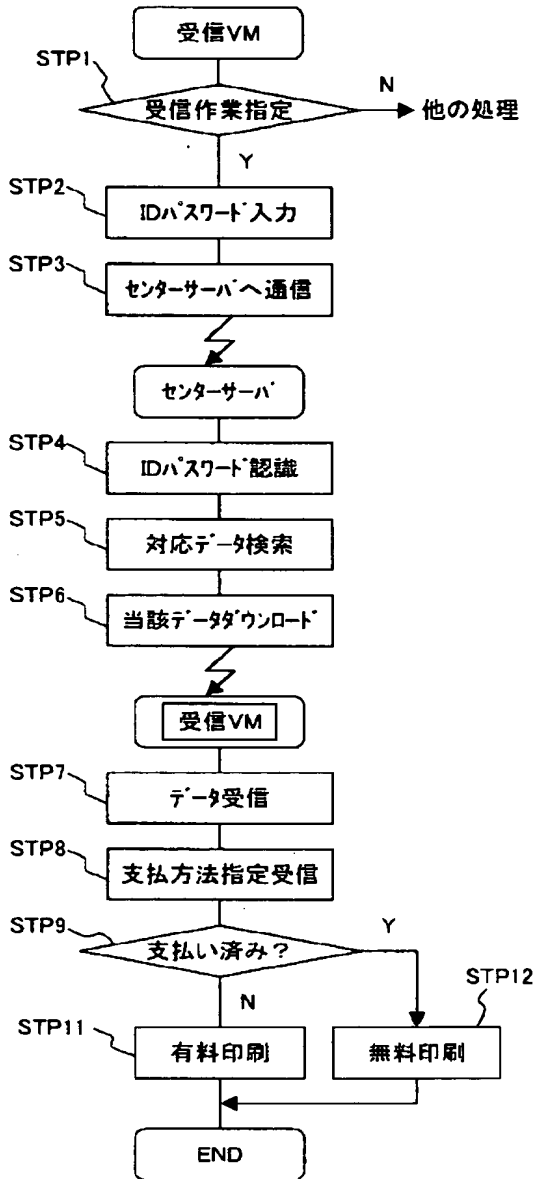 受信VM
STP1
受信作業指定
N
他の処理
Y
STP2
IDパスワード入力
STP3
センターサーバへ通信
センターサーバ
STP4
IDパスワード認識
STP5
対応データ検索
STP6
当該データダウンロード
受信VM
STP7
データ受信
STP8
支払方法指定受信
STP9
支払い済み?
Y
N
STP12
STP11
有料印刷
無料印刷
END